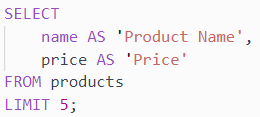 SELECT
    name AS 'Product Name',
    price AS 'Price'
FROM products
LIMIT 5;